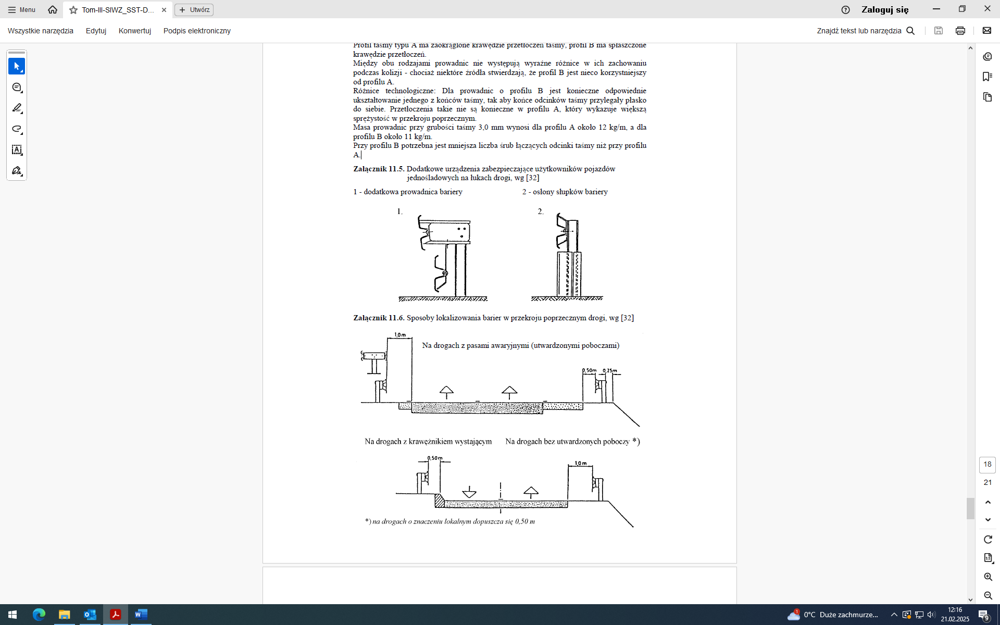 Menu
Tom-III-SIWZ_SST-D...
Utwórz
Zaloguj się
Wszystkie narzędzia
Edytuj
Konwertuj
Podpis elektroniczny
Znajdź tekst lub narzędzia
Profil taśmy typu A ma zaokrąglone krawędzie przetłoczeń taśmy, profil B ma spłaszczone
krawędzie przetłoczeń.
Między obu rodzajami prowadnic nie występują wyraźne różnice w ich zachowaniu
podczas kolizji - chociaż niektóre źródła stwierdzają, że profil B jest nieco korzystniejszy
od profilu A.
Różnice technologiczne: Dla prowadnic o profilu B jest konieczne odpowiednie
ukształtowanie jednego z końców taśmy, tak aby końce odcinków taśmy przylegały płasko
do siebie. Przetłoczenia takie nie są konieczne w profilu A, który wykazuje większą
sprężystość w przekroju poprzecznym.
Masa prowadnic przy grubości taśmy 3,0 mm wynosi dla profilu A około 12 kg/m, a dla
profilu B około 11 kg/m.
Przy profilu B potrzebna jest mniejsza liczba śrub łączących odcinki taśmy niż przy profilu
A.
Załącznik 11.5. Dodatkowe urządzenia zabezpieczające użytkowników pojazdów
jednośladowych na łukach drogi, wg [32]
1 - dodatkowa prowadnica bariery
2 - osłony słupków bariery
1.
2.
Załącznik 11.6. Sposoby lokalizowania barier w przekroju poprzecznym drogi, wg [32]
1,0 m
Na drogach z pasami awaryjnymi (utwardzonymi poboczami)
0,50m
0,25m
Na drogach z krawężnikiem wystającym
Na drogach bez utwardzonych poboczy *)
0,50 m
1,0 m
*) na drogach o znaczeniu lokalnym dopuszcza się 0,50 m
18
21
1:1
1
0°C Duże zachmurze...
12:16
21.02.2025
9